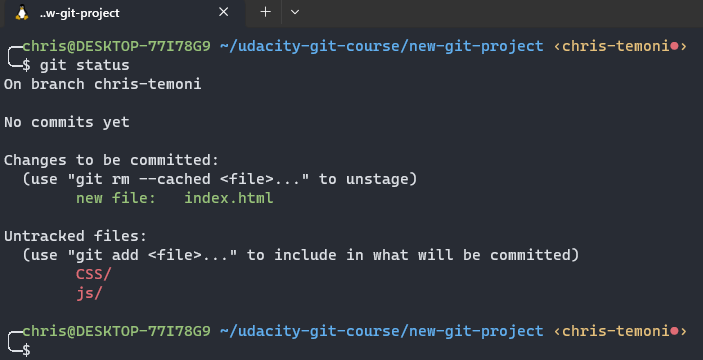 ..w-git-project
chris@DESKTOP-77I78G9 ~/udacity-git-course/new-git-project ‹chris-temoni●›
$ git status
On branch chris-temoni
No commits yet
Changes to be committed:
(use "git rm --cached <file>..." to unstage)
new file: index.html
Untracked files:
(use "git add <file>..." to include in what will be committed)
CSS/
js/
chris@DESKTOP-77I78G9 ~/udacity-git-course/new-git-project ‹chris-temoni●›
$